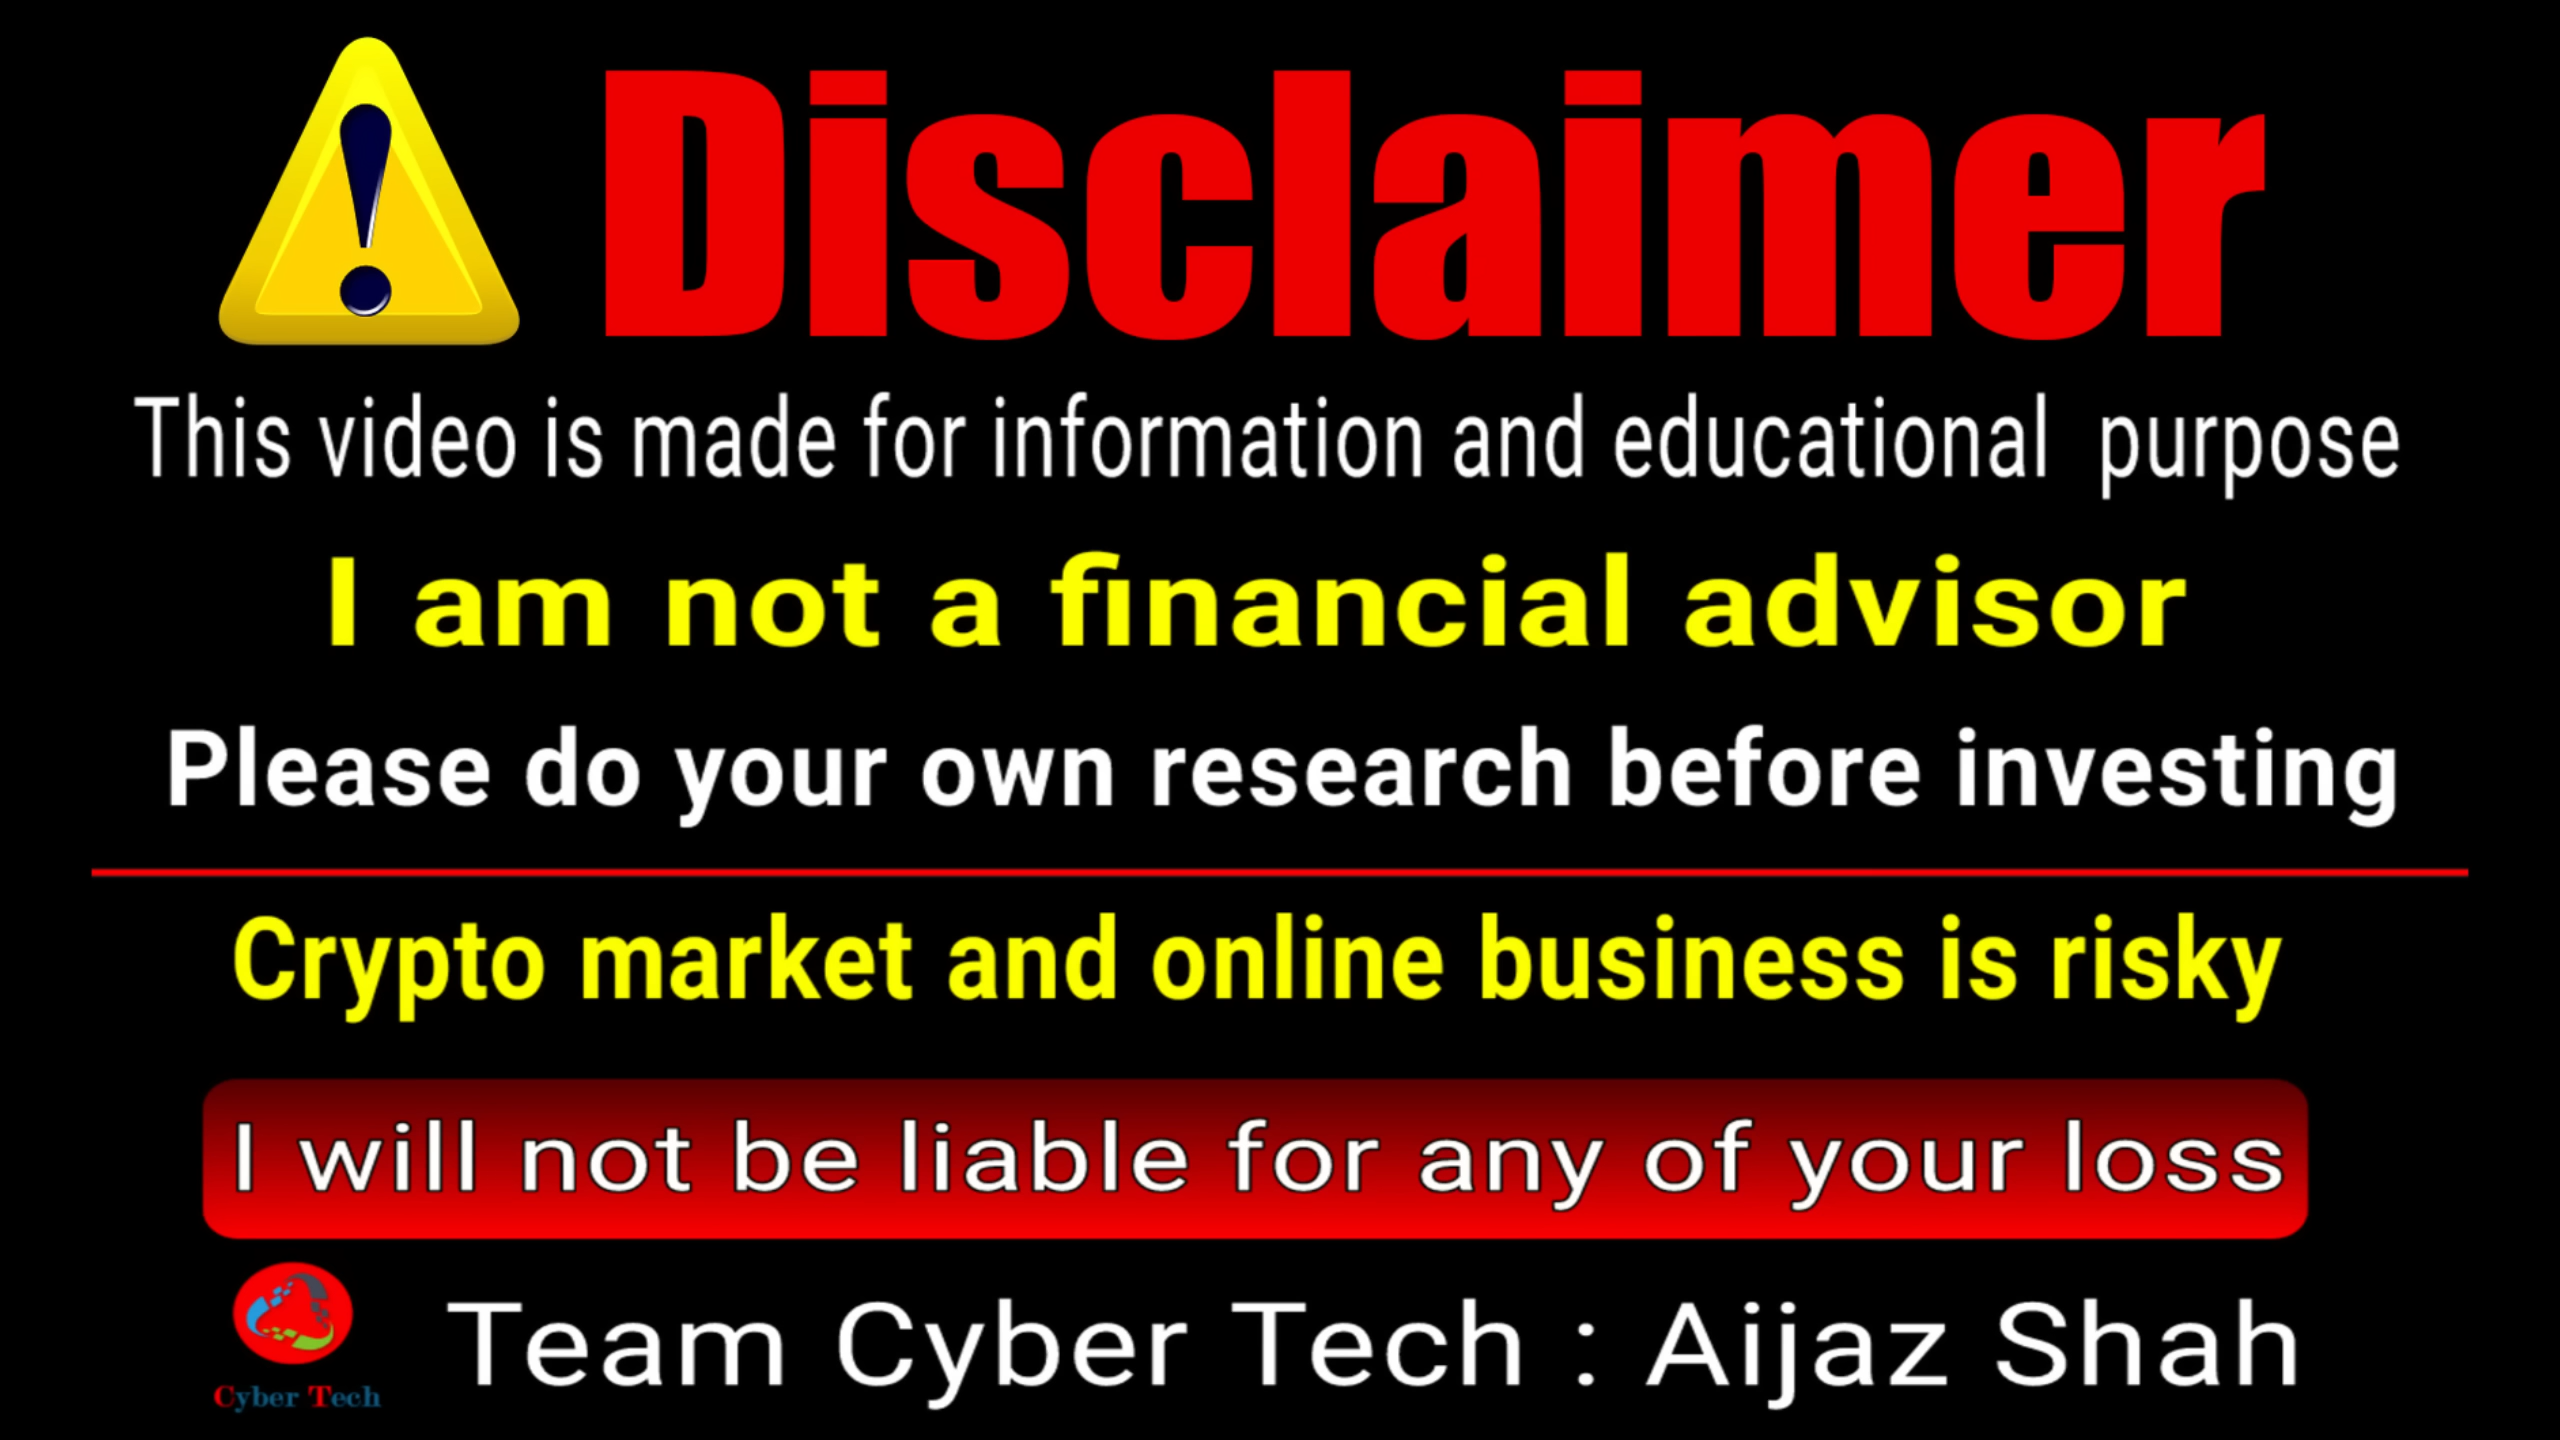 Disclaimer
This video is made for information and educational purpose
I am not a financial advisor
Please do your own research before investing
Crypto market and online business is risky
I will not be liable for any of your loss
Team Cyber Tech : Aijaz Shah
Cyber Tech